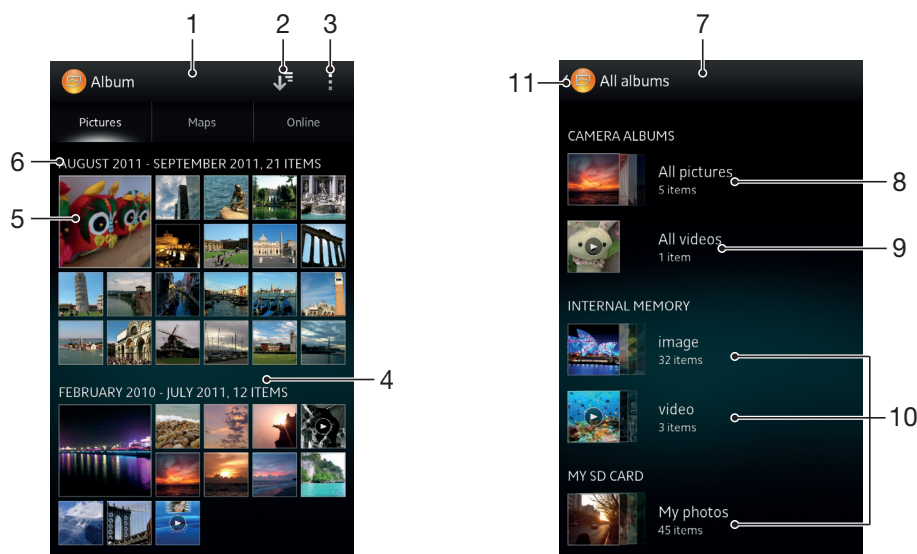 1
2
3
Album
Pictures
Maps
Online
6
AUGUST 2011 - SEPTEMBER 2011, 21 ITEMS
5
4
FEBRUARY 2010 - JULY 2011, 12 ITEMS
7
11
All albums
CAMERA ALBUMS
All pictures
5 items
8
All videos
1 item
9
INTERNAL MEMORY
image
32 items
video
3 items
10
MY SD CARD
My photos
45 items